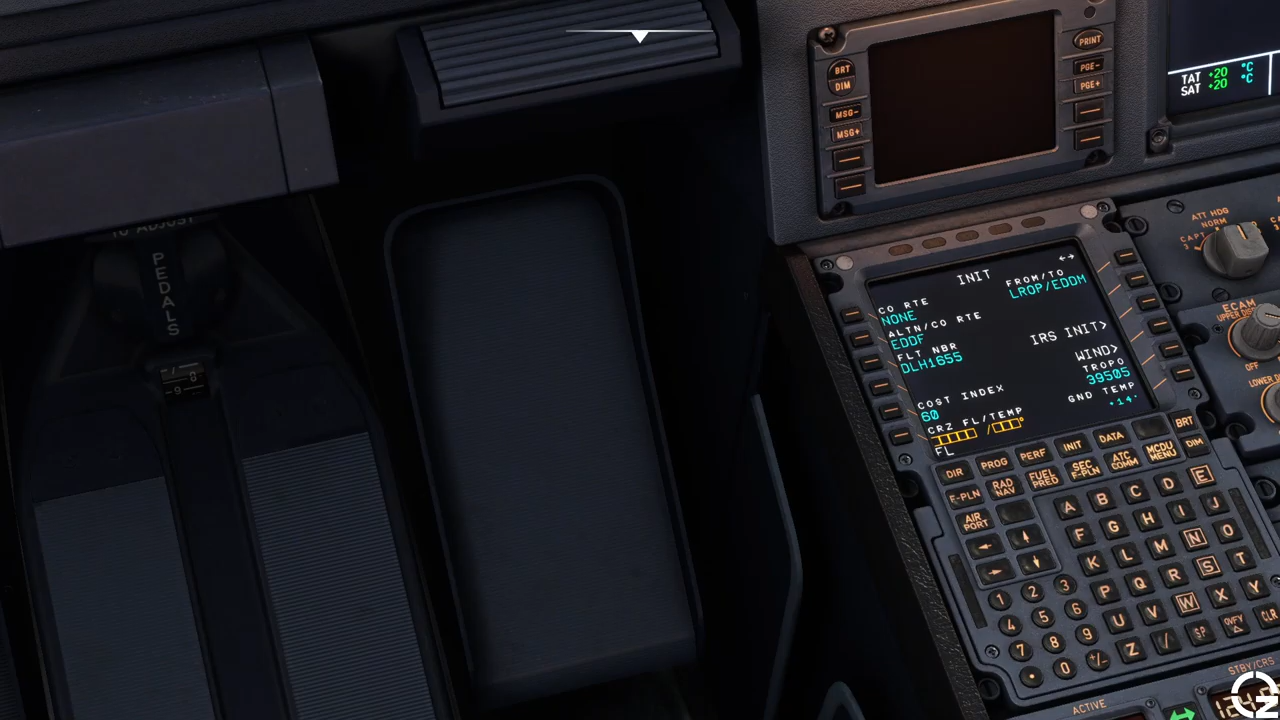 BRT
DIM
MSG-
MSG+
PRINT
PGE-
PGE+
TAT +20 °C
SAT +20 °C
TO ADJUST
PEDALS
9
INIT
↔
CO RTE
FROM/TO
NONE
LROP/EDDM
ALTN/CO RTE
EDDF
FLT NBR
IRS INIT>
DLH1655
WIND>
COST INDEX
TROPO
60
39505
CRZ FL/TEMP
GND TEMP
/ °
FL
ATT HDG
NORM
CAPT
3
ECAM
UPPER DISPLAY
OFF
DIR
PROG
PERF
INIT
DATA
BRT
DIM
F-PLN
RAD NAV
FUEL PRED
SEC F-PLN
ATC COMM
MCDU MENU
AIR PORT
A B C D E
F G H I J
K L M N O
P Q R S T
U V W X Y
Z / SP OVFY CLR
1 2 3
4 5 6
7 8 9
. 0 +/-
ACTIVE
STBY/CRS